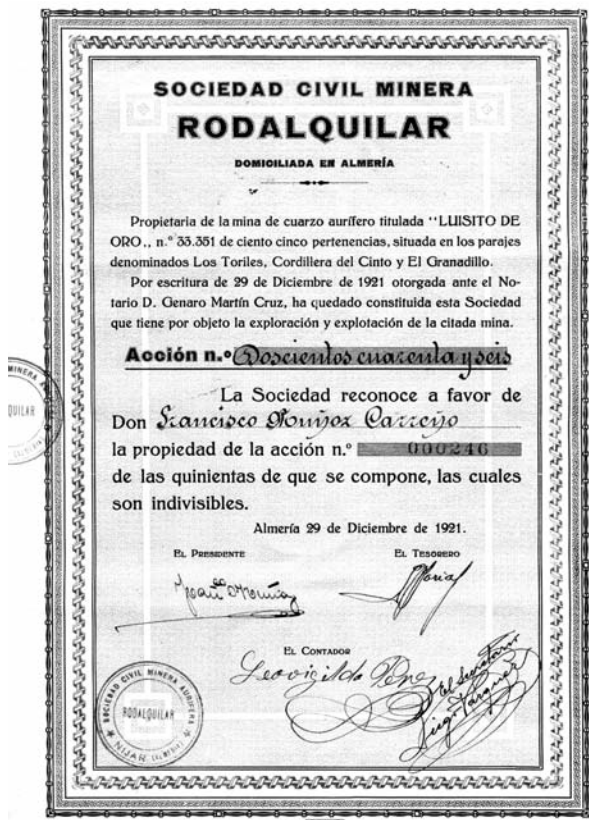 SOCIEDAD CIVIL MINERA
RODALQUILAR
DOMICILIADA EN ALMERÍA
Propietaria de la mina de cuarzo aurífero titulada "LUISITO DE
ORO„ n.º 33.351 de ciento cinco pertenencias, situada en los parajes
denominados Los Toriles, Cordillera del Cinto y El Granadillo.
Por escritura de 29 de Diciembre de 1921 otorgada ante el No-
tario D. Genaro Martín Cruz, ha quedado constituida esta Sociedad
que tiene por objeto la exploración y explotación de la citada mina.
Acción n.º Doscientos cuarenta y seis
La Sociedad reconoce a favor de
Don Francisco Muñoz Carreño
la propiedad de la acción n.º 000246
de las quinientas de que se compone, las cuales
son indivisibles.
Almería 29 de Diciembre de 1921.
EL PRESIDENTE EL TESORERO
EL CONTADOR
Leovigildo
El Secretario
Diego Vargues
SOCIEDAD CIVIL MINERA AURÍFERA
RODALQUILAR
NIJAR
MINERA
QUILAR